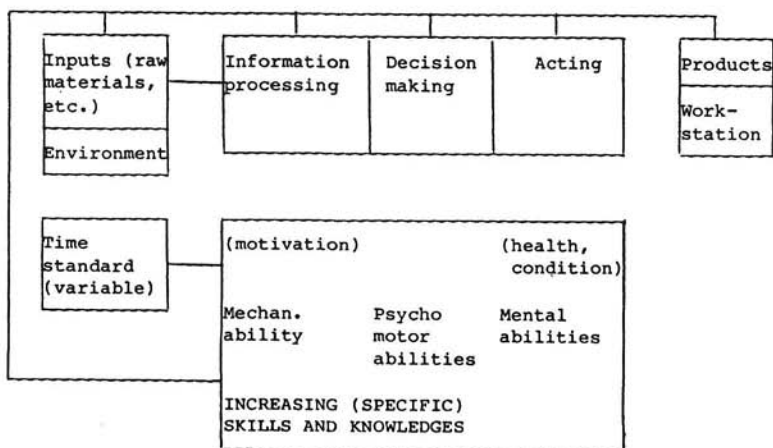 Inputs (raw
materials,
etc.)
Environment
Information
processing
Decision
making
Acting
Products
Work-
station
Time
standard
(variable)
(motivation)
(health,
condition)
Mechan.
ability
Psycho
motor
abilities
Mental
abilities
INCREASING (SPECIFIC)
SKILLS AND KNOWLEDGES